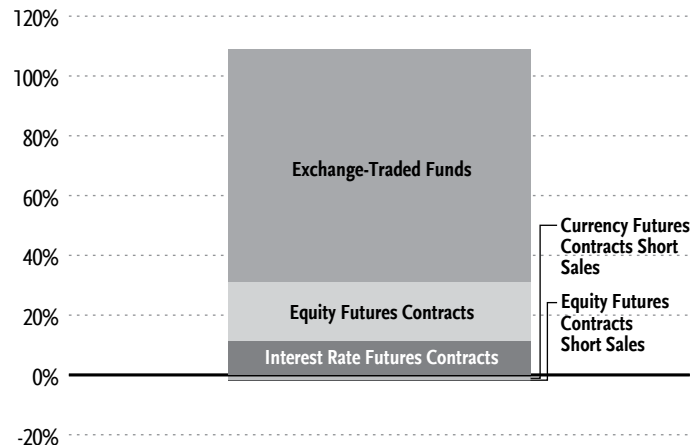 120%
100%
80%
60%
40%
20%
0%
-20%
Exchange-Traded Funds
Equity Futures Contracts
Interest Rate Futures Contracts
Currency Futures
Contracts Short
Sales
Equity Futures
Contracts
Short Sales